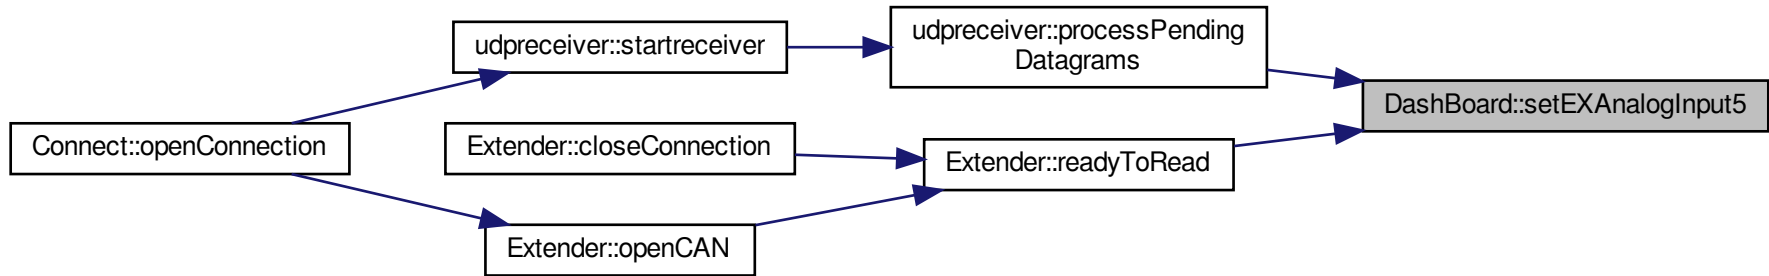 udpreceiver::startreceiver
udpreceiver::processPending
Datagrams
DashBoard::setEXAnalogInput5
Connect::openConnection
Extender::closeConnection
Extender::readyToRead
Extender::openCAN